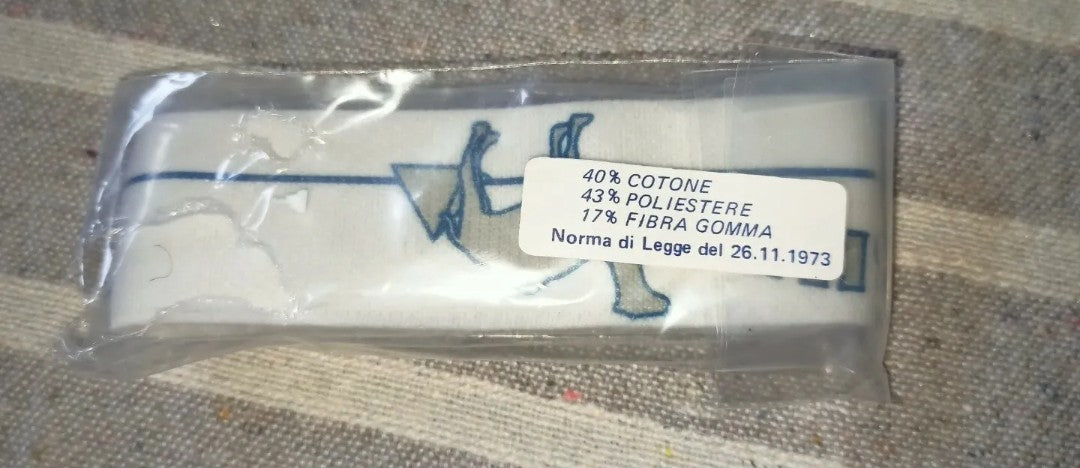 40% COTONE
43% POLIESTERE
17% FIBRA GOMMA
Norma di Legge del 26.11.1973